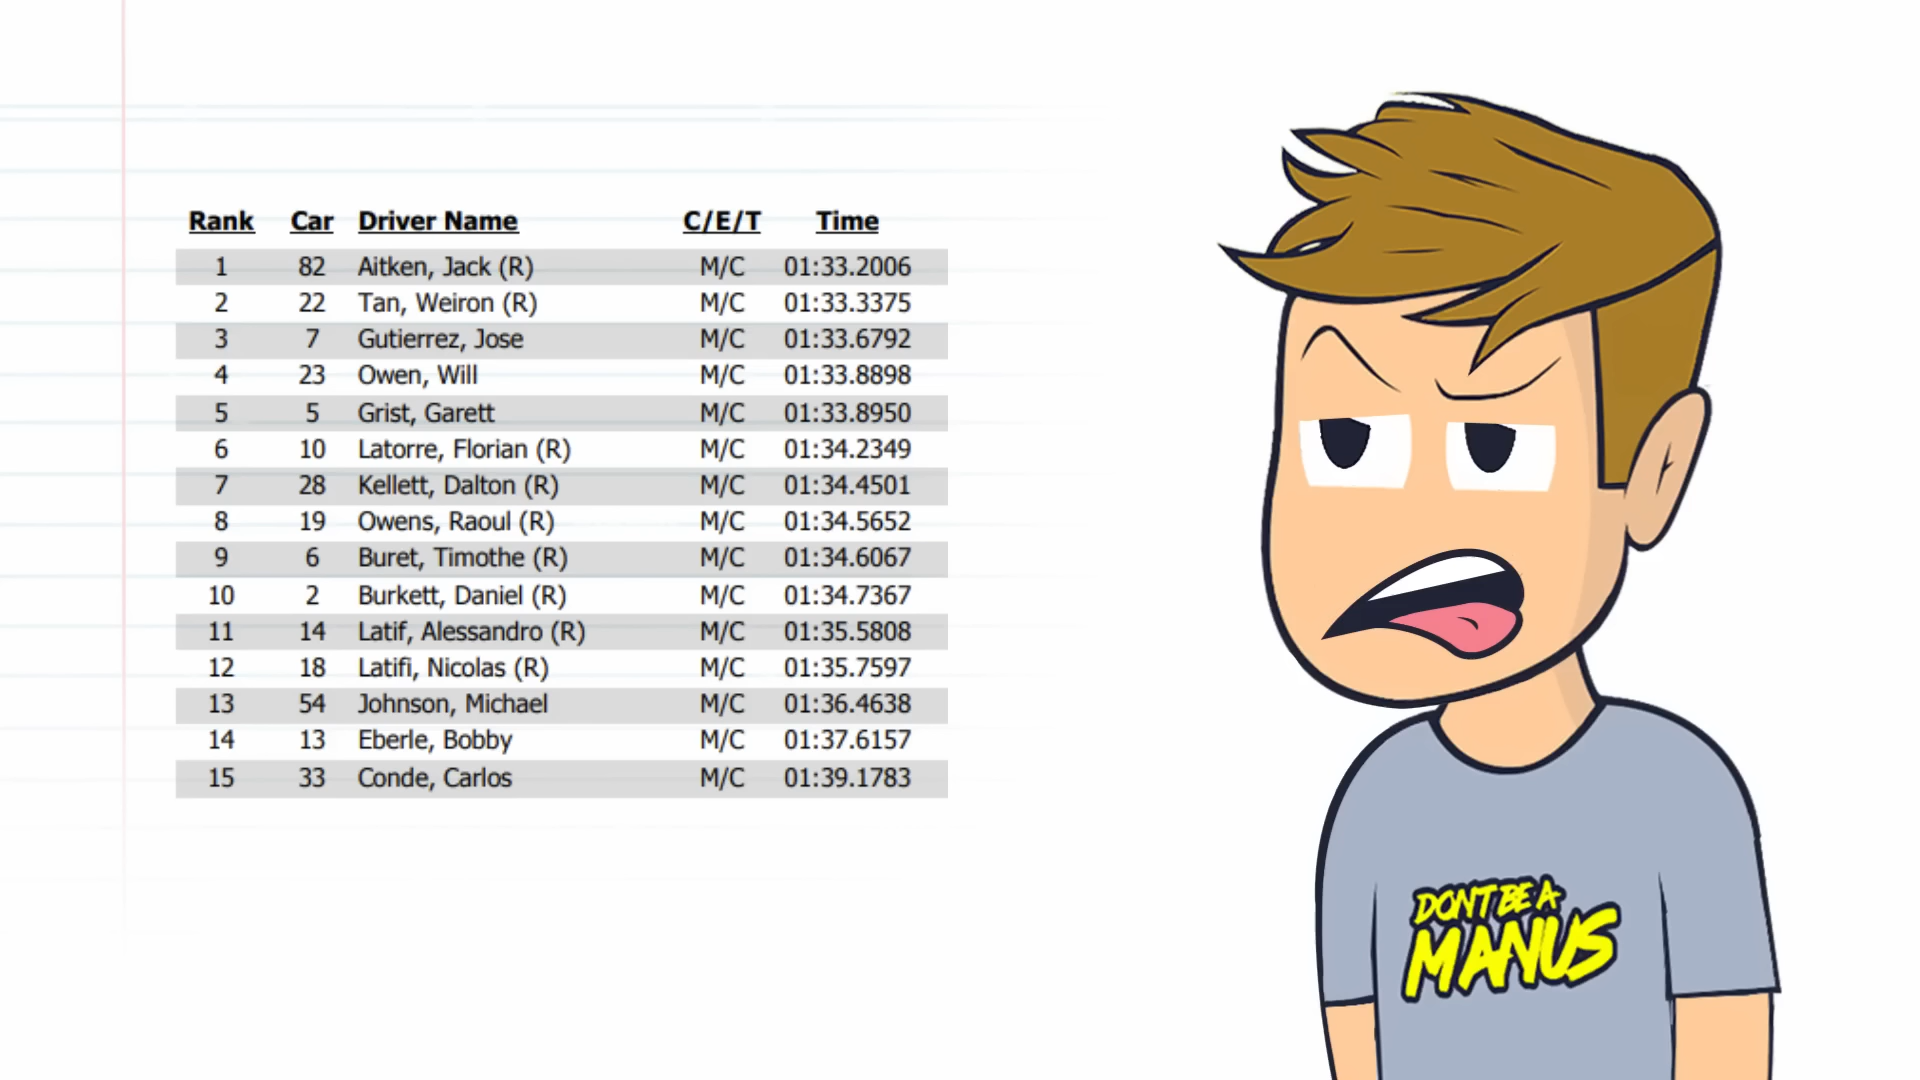 Rank Car Driver Name C/E/T Time
1 82 Aitken, Jack (R) M/C 01:33.2006
2 22 Tan, Weiron (R) M/C 01:33.3375
3 7 Gutierrez, Jose M/C 01:33.6792
4 23 Owen, Will M/C 01:33.8898
5 5 Grist, Garett M/C 01:33.8950
6 10 Latorre, Florian (R) M/C 01:34.2349
7 28 Kellett, Dalton (R) M/C 01:34.4501
8 19 Owens, Raoul (R) M/C 01:34.5652
9 6 Buret, Timothe (R) M/C 01:34.6067
10 2 Burkett, Daniel (R) M/C 01:34.7367
11 14 Latif, Alessandro (R) M/C 01:35.5808
12 18 Latifi, Nicolas (R) M/C 01:35.7597
13 54 Johnson, Michael M/C 01:36.4638
14 13 Eberle, Bobby M/C 01:37.6157
15 33 Conde, Carlos M/C 01:39.1783
DON'T BE A
MANUS